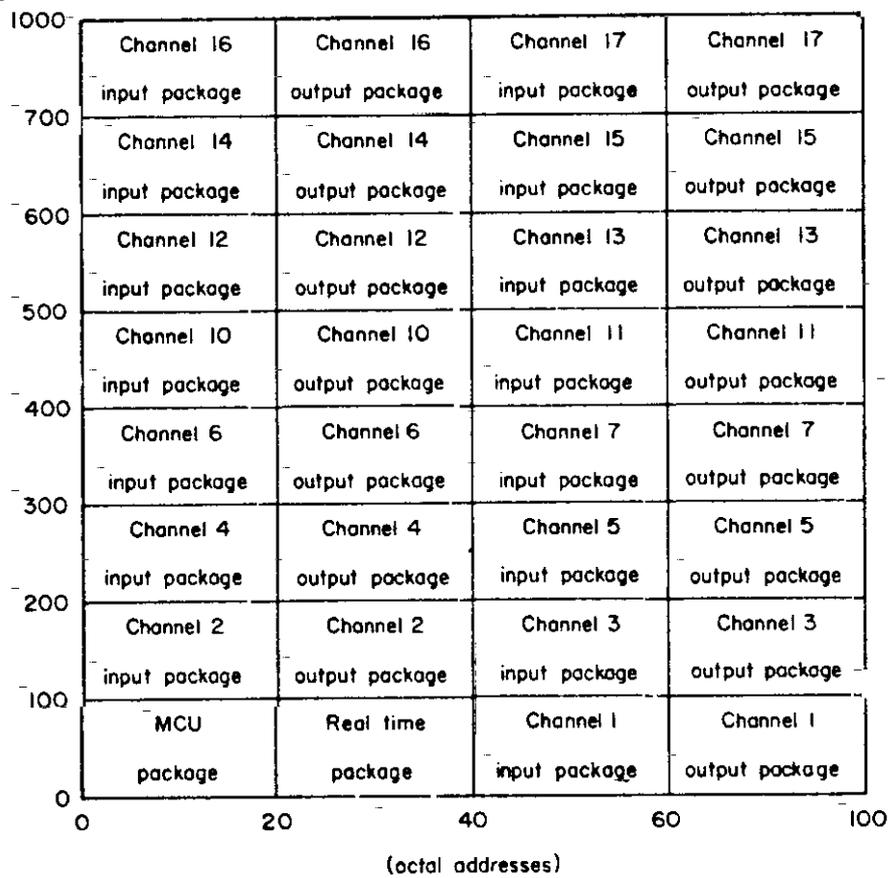 1000
Channel 16 Channel 16 Channel 17 Channel 17
input package output package input package output package
700
Channel 14 Channel 14 Channel 15 Channel 15
input package output package input package output package
600
Channel 12 Channel 12 Channel 13 Channel 13
input package output package input package output package
500
Channel 10 Channel 10 Channel 11 Channel 11
input package output package input package output package
400
Channel 6 Channel 6 Channel 7 Channel 7
input package output package input package output package
300
Channel 4 Channel 4 Channel 5 Channel 5
input package output package input package output package
200
Channel 2 Channel 2 Channel 3 Channel 3
input package output package input package output package
100
MCU Real time Channel 1 Channel 1
package package input package output package
0
0 20 40 60 100
(octal addresses)